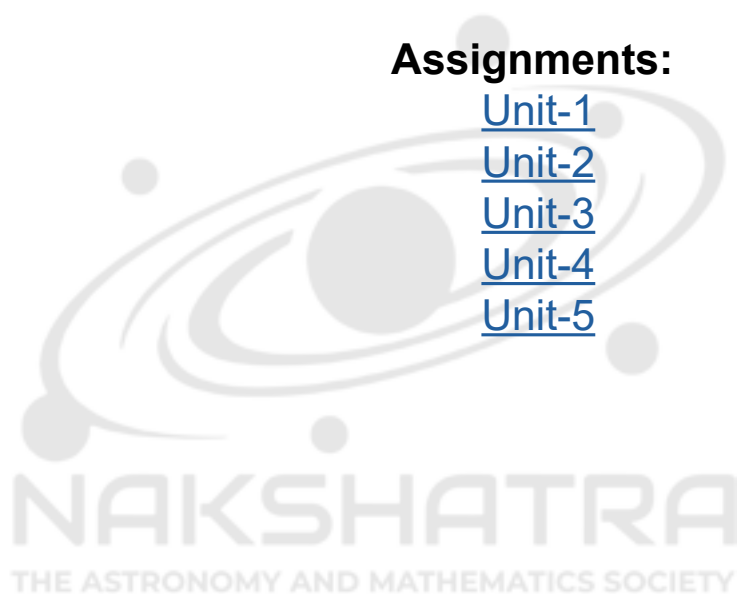 Assignments:
Unit-1
Unit-2
Unit-3
Unit-4
Unit-5
NAKSHATRA
THE ASTRONOMY AND MATHEMATICS SOCIETY